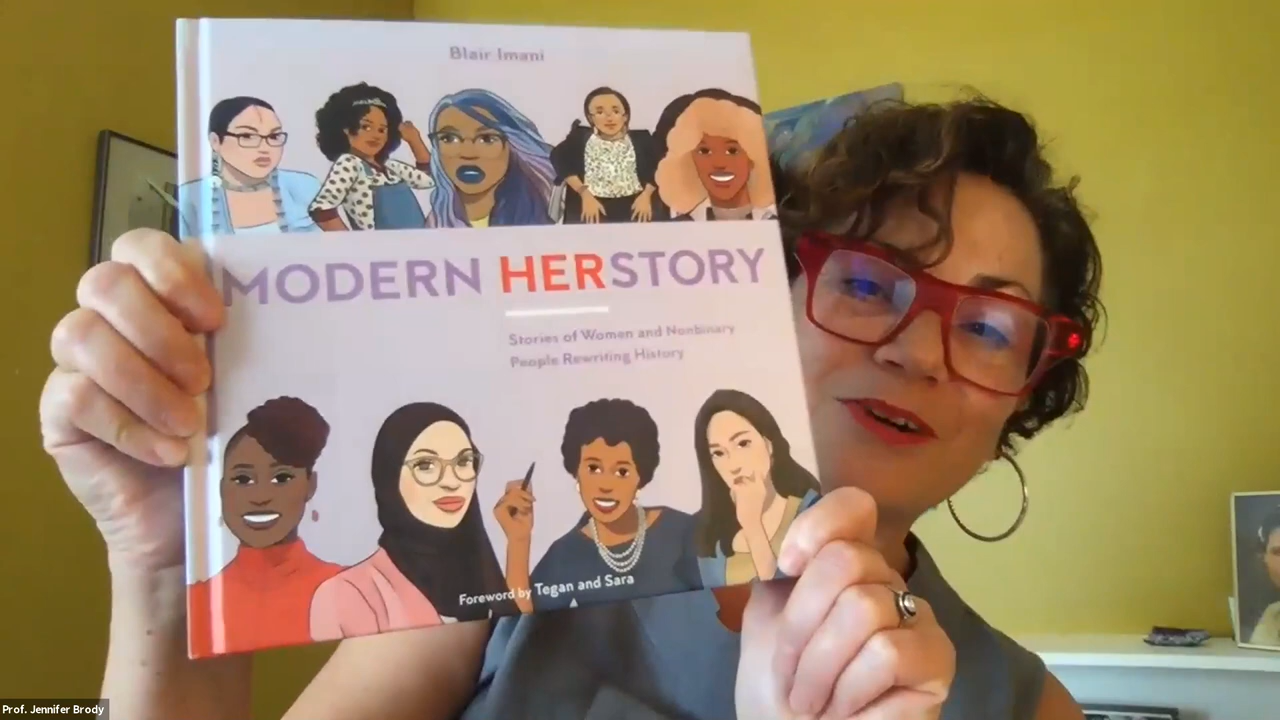 Blair Imani
MODERN HERSTORY
Stories of Women and Nonbinary
People Rewriting History
Foreword by Tegan and Sara
Prof. Jennifer Brody